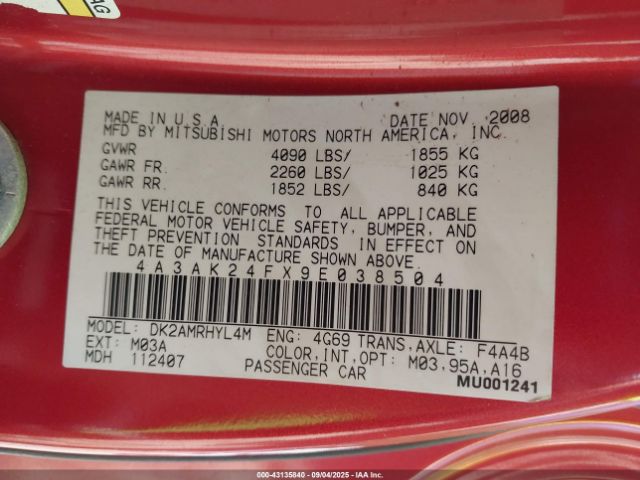 AG
MADE IN U.S.A. DATE NOV, 2008
MFD BY MITSUBISHI MOTORS NORTH AMERICA, INC.
GVWR 4090 LBS/ 1855 KG
GAWR FR. 2260 LBS/ 1025 KG
GAWR RR. 1852 LBS/ 840 KG
THIS VEHICLE CONFORMS TO ALL APPLICABLE
FEDERAL MOTOR VEHICLE SAFETY, BUMPER, AND
THEFT PREVENTION STANDARDS IN EFFECT ON
THE DATE OF MANUFACTURE SHOWN ABOVE.
4A3AK24FX9E038504
MODEL: DK2AMRHYL4M ENG: 4G69 TRANS,AXLE: F4A4B
EXT: M03A COLOR,INT,OPT: M03,95A,A16
MDH 112407 PASSENGER CAR
MU001241
000-43135840 - 09/04/2025 - IAA Inc.